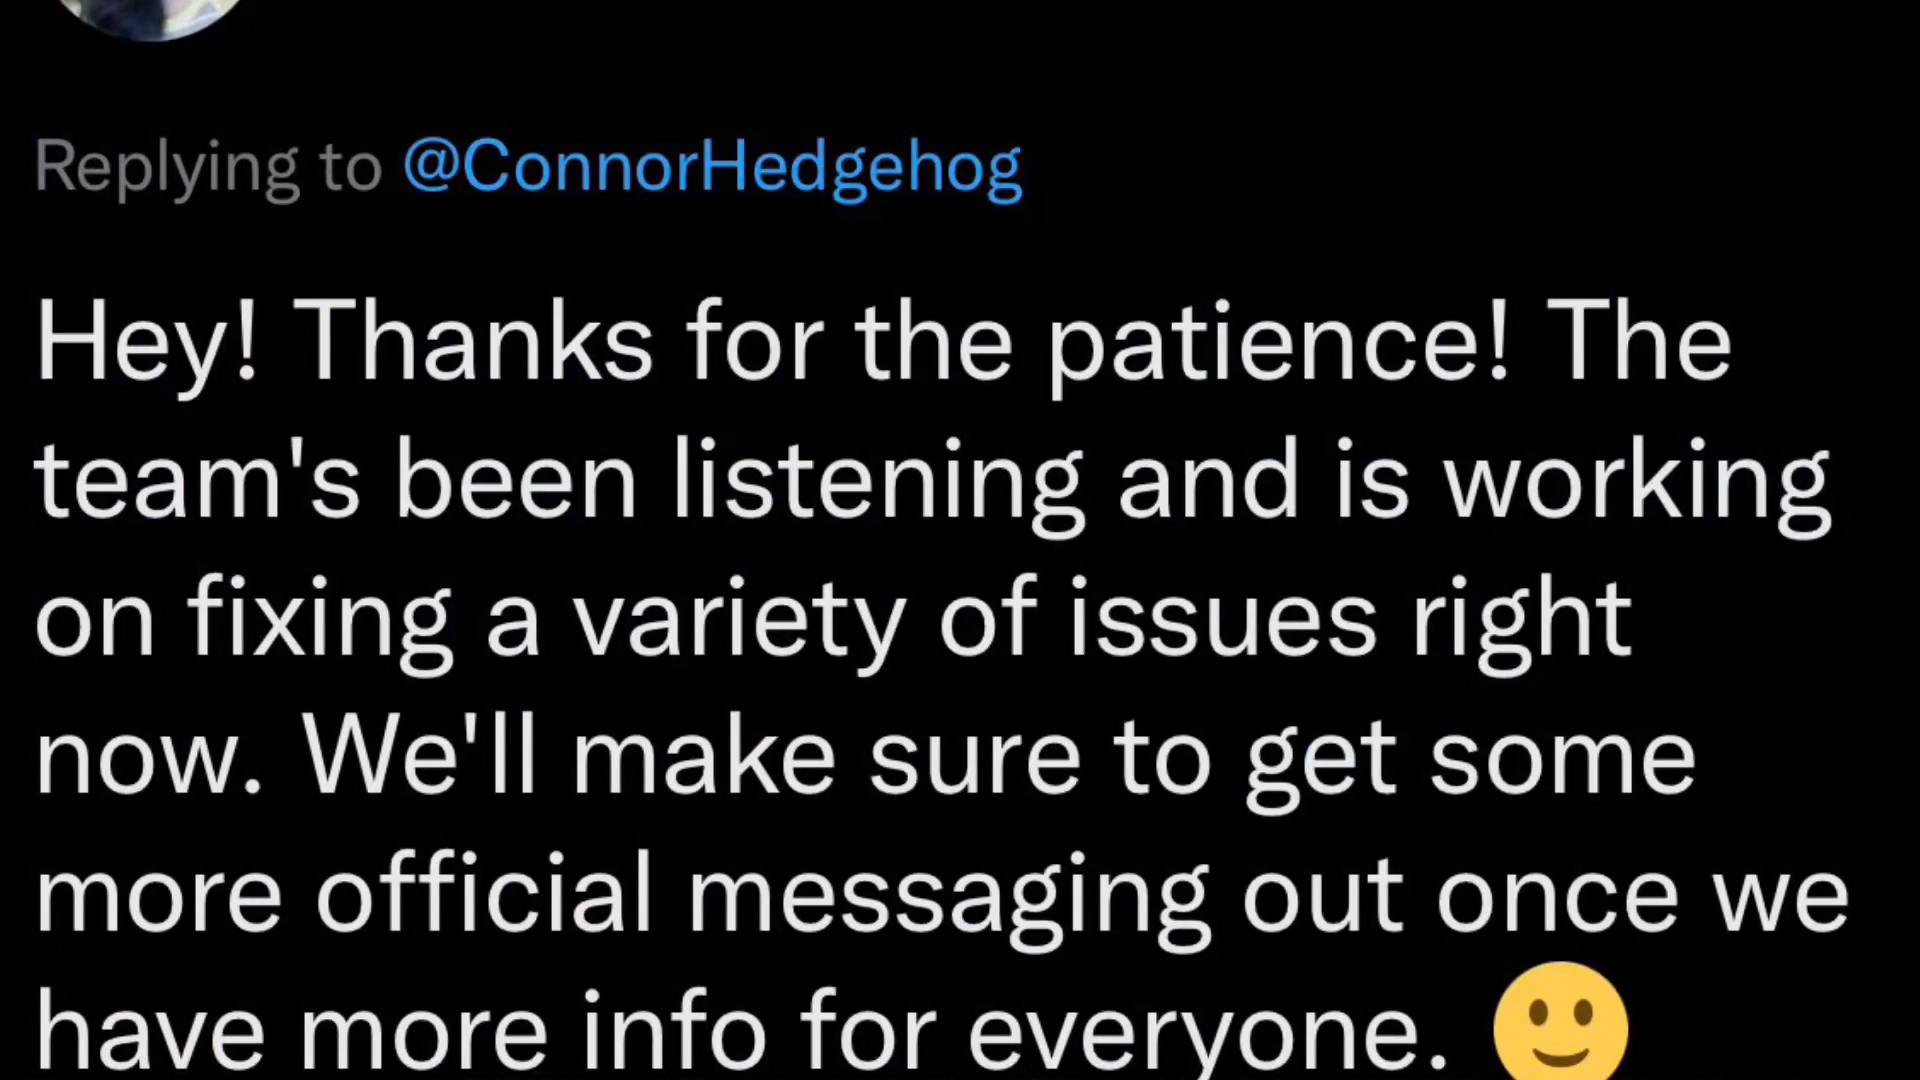 Replying to @ConnorHedgehog
Hey! Thanks for the patience! The
team's been listening and is working
on fixing a variety of issues right
now. We'll make sure to get some
more official messaging out once we
have more info for everyone. 🙂